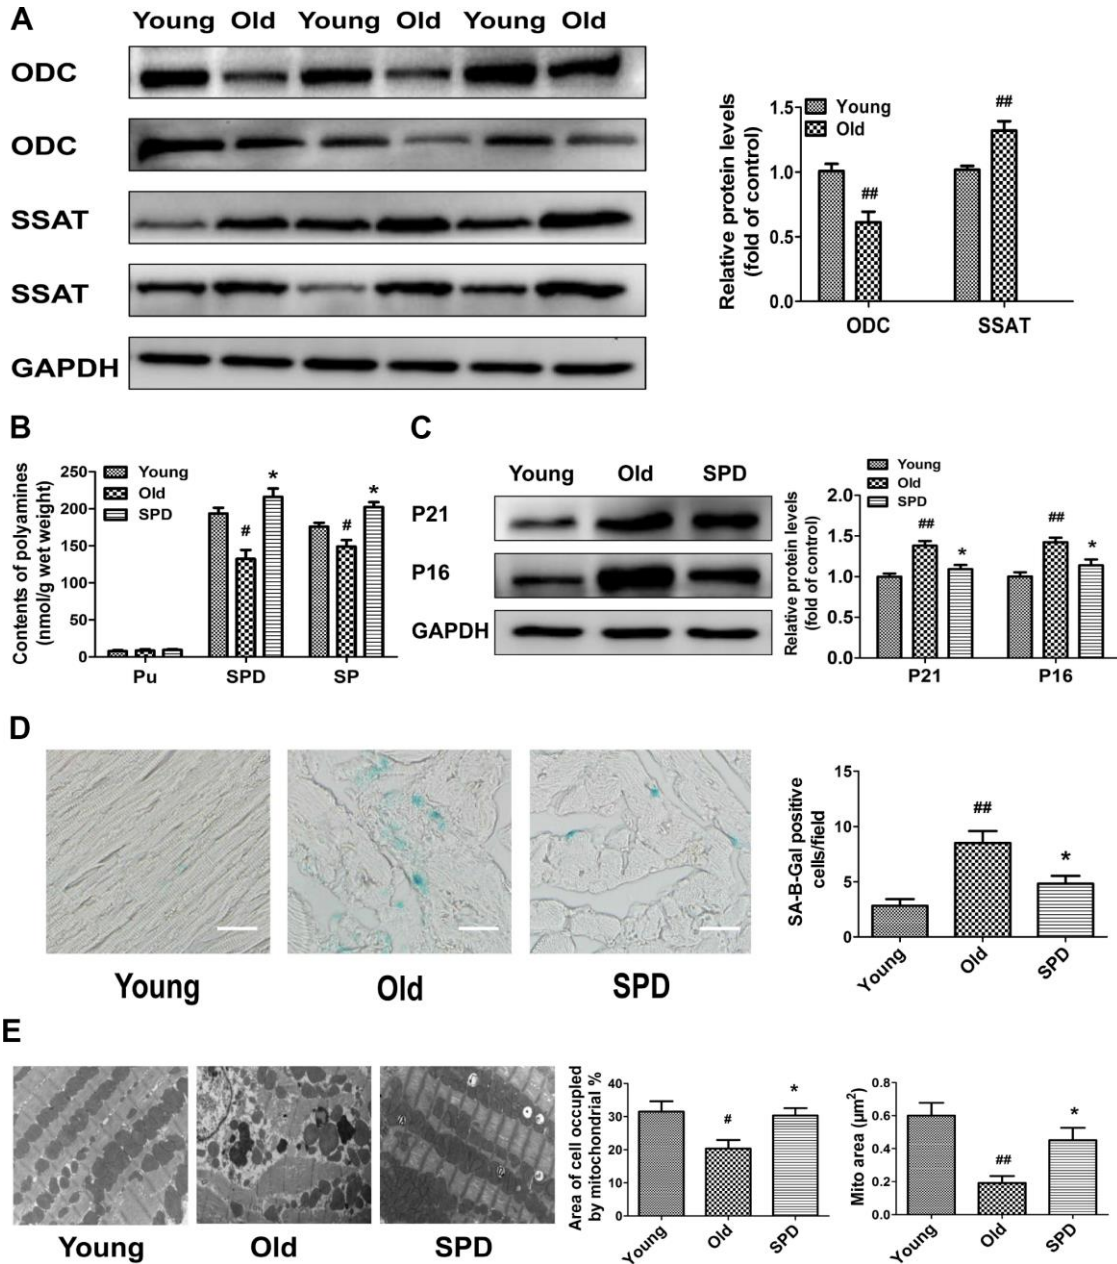 A
Young Old Young Old Young Old
ODC
ODC
SSAT
SSAT
GAPDH
Relative protein levels
(fold of control)
1.5
1.0
0.5
0.0
Young
Old
##
##
ODC SSAT
B
Contents of polyamines
(nmol/g wet weight)
250
200
150
100
50
0
Young
Old
SPD
#
*
#
*
Pu SPD SP
C
Young Old SPD
P21
P16
GAPDH
Relative protein levels
(fold of control)
2.0
1.5
1.0
0.5
0.0
Young
Old
SPD
##
*
##
*
P21 P16
D
Young Old SPD
SA-B-Gal positive
cells/field
15
10
5
0
##
*
Young Old SPD
E
Young Old SPD
Area of cell occupied
by mitochondrial %
40
30
20
10
0
#
*
Young Old SPD
Mito area (μm²)
0.8
0.6
0.4
0.2
0.0
##
*
Young Old SPD